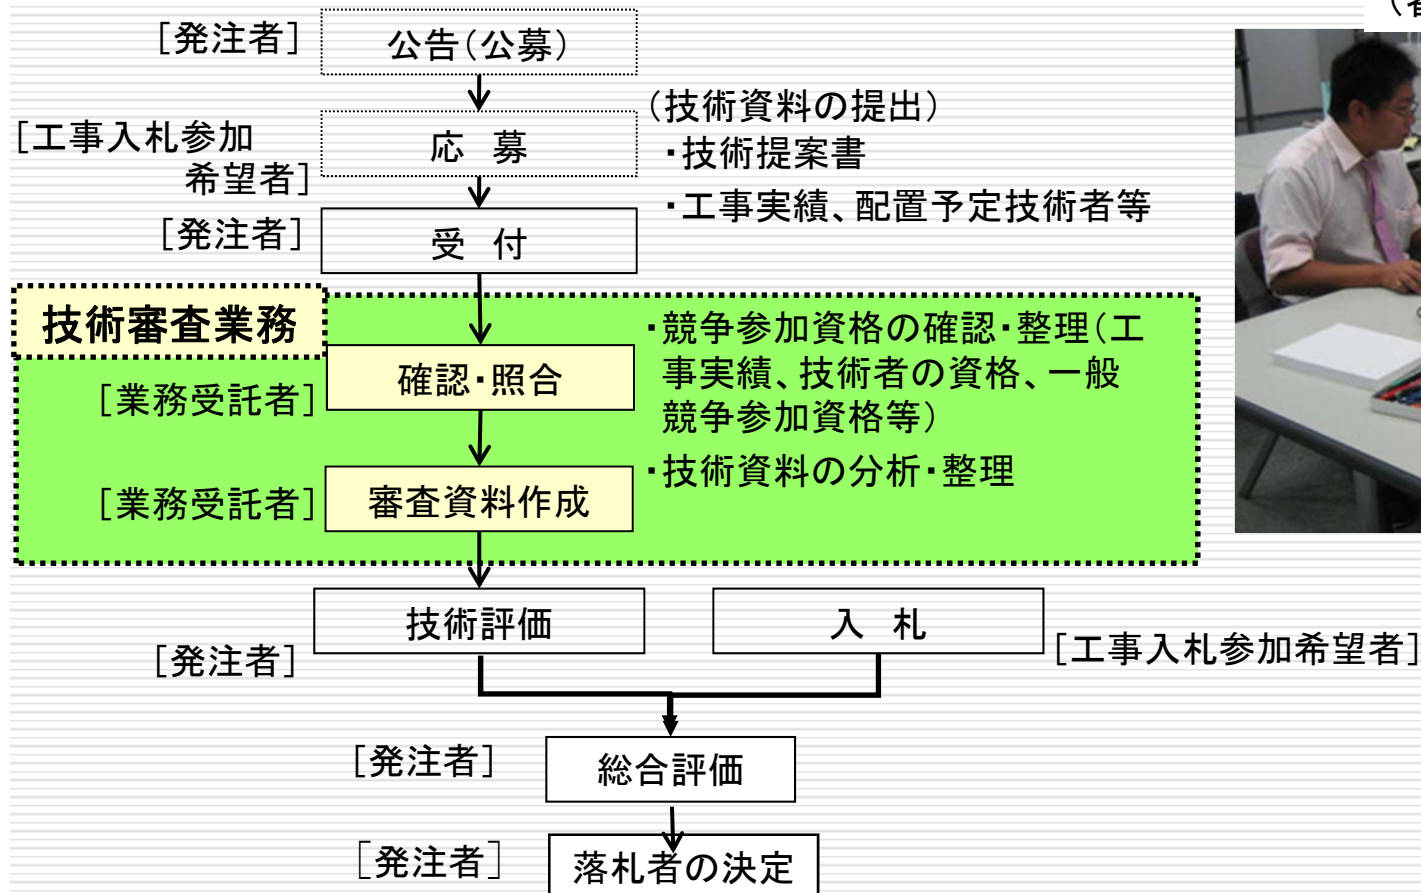 （
[発注者]
公告(公募)
[工事入札参加
希望者]
応 募
(技術資料の提出)
・技術提案書
・工事実績、配置予定技術者等
[発注者]
受 付
技術審査業務
[業務受託者]
確認・照合
・競争参加資格の確認・整理(工
事実績、技術者の資格、一般
競争参加資格等)
[業務受託者]
審査資料作成
・技術資料の分析・整理
[発注者]
技術評価
入 札
[工事入札参加希望者]
[発注者]
総合評価
[発注者]
落札者の決定